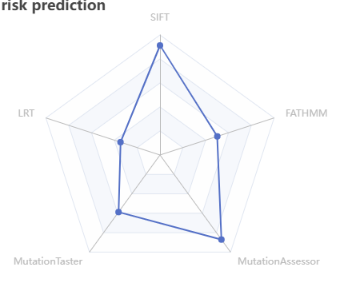 risk prediction
SIFT
LRT
FATHMM
MutationTaster
MutationAssessor